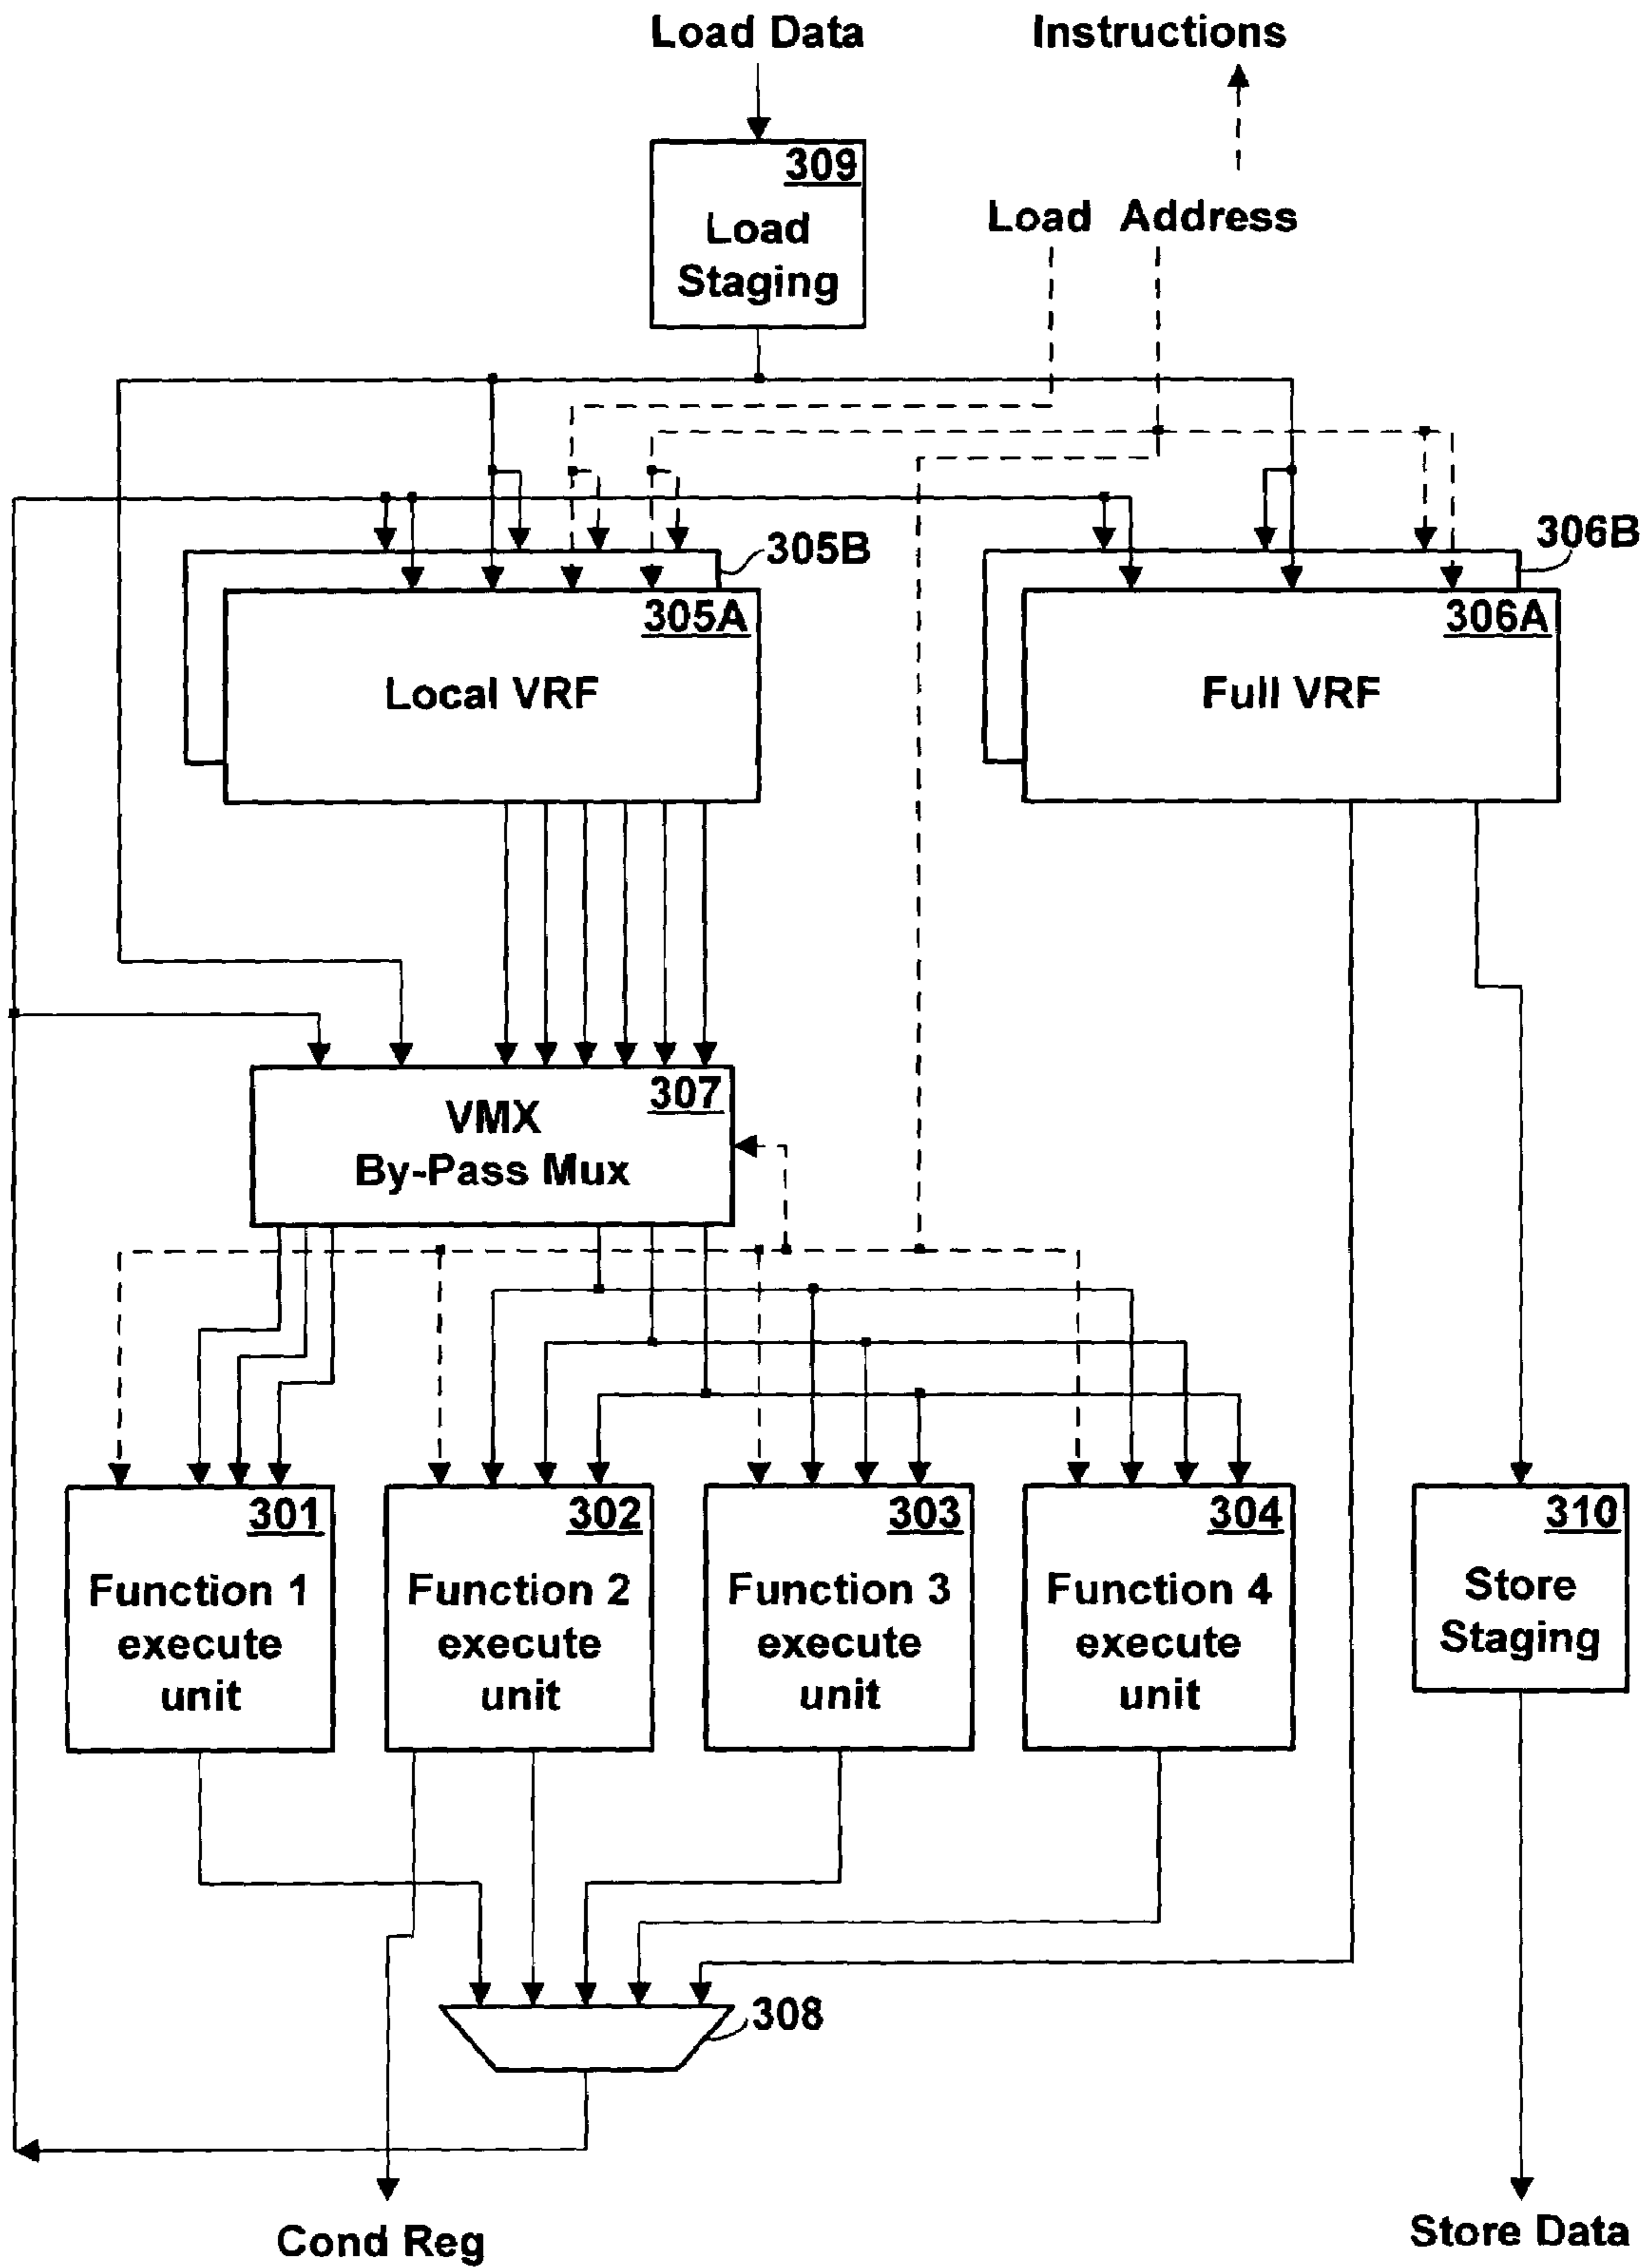 Load Data
Instructions
309
Load
Staging
Load Address
305B
306B
305A
Local VRF
306A
Full VRF
307
VMX
By-Pass Mux
301
Function 1
execute
unit
302
Function 2
execute
unit
303
Function 3
execute
unit
304
Function 4
execute
unit
310
Store
Staging
308
Cond Reg
Store Data